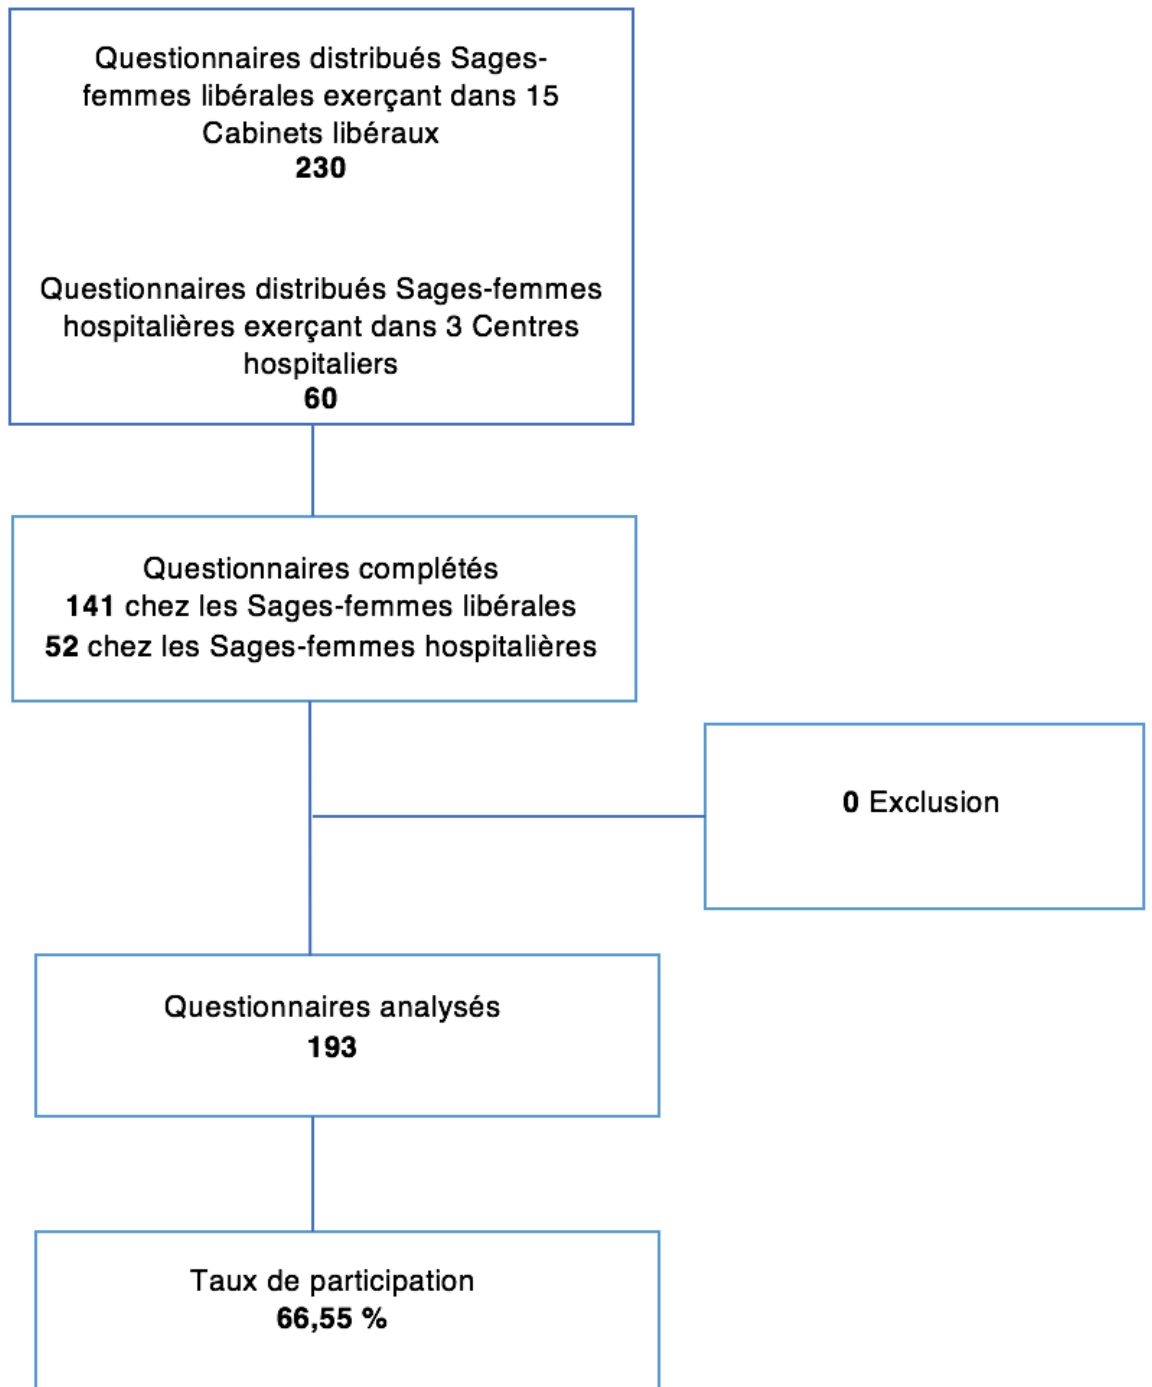 Questionnaires distribués Sages-
femmes libérales exerçant dans 15
Cabinets libéraux
230
Questionnaires distribués Sages-femmes
hospitalières exerçant dans 3 Centres
hospitaliers
60
Questionnaires complétés
141 chez les Sages-femmes libérales
52 chez les Sages-femmes hospitalières
0 Exclusion
Questionnaires analysés
193
Taux de participation
66,55 %